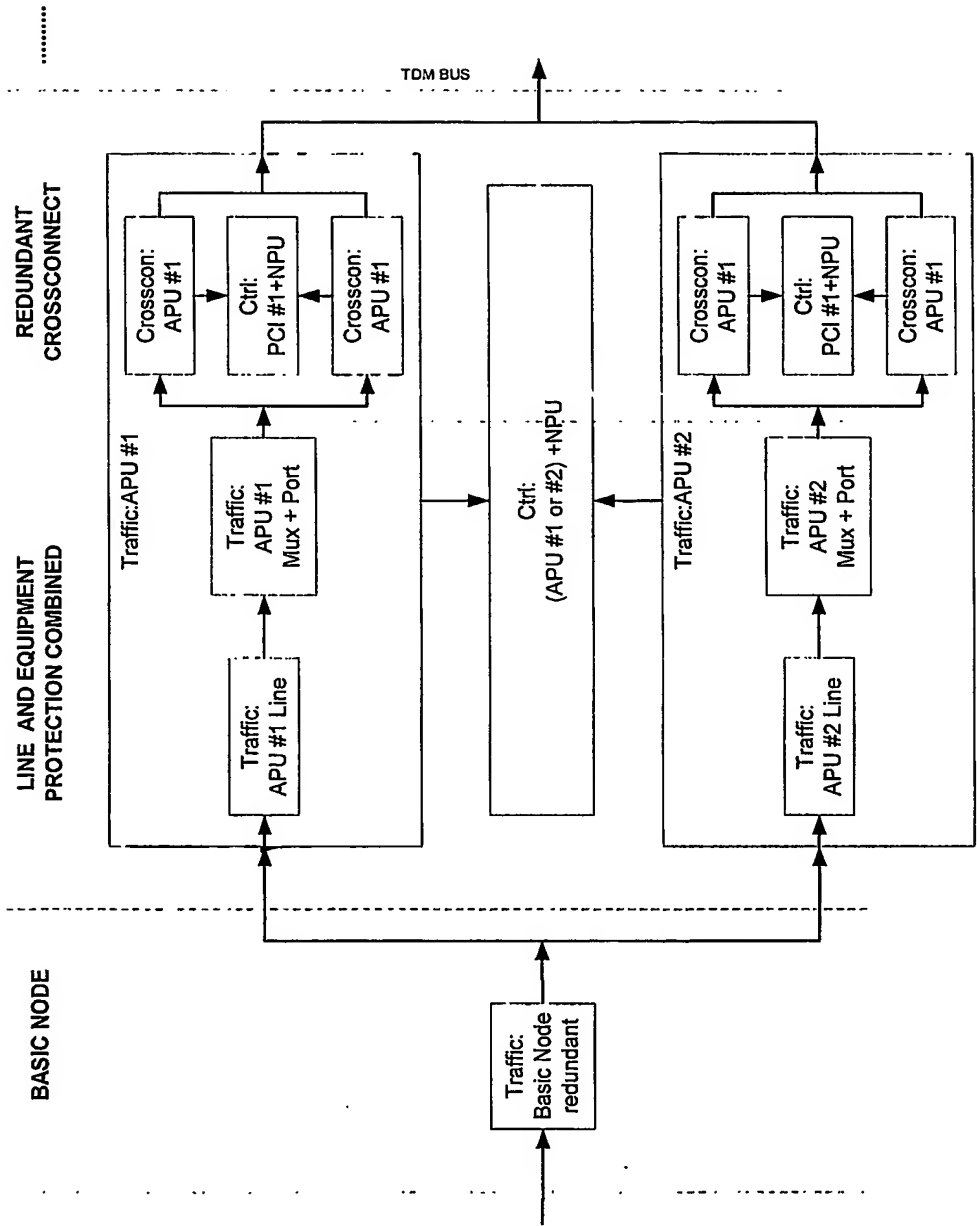 BASIC NODE
LINE AND EQUIPMENT
PROTECTION COMBINED
REDUNDANT
CROSSCONNECT
..........
TDM BUS
Traffic:
Basic Node
redundant
Traffic:APU #1
Traffic:
APU #1 Line
Traffic:
APU #1
Mux + Port
Crosscon:
APU #1
Ctrl:
PCI #1+NPU
Crosscon:
APU #1
Ctrl:
(APU #1 or #2) +NPU
Traffic:APU #2
Traffic:
APU #2 Line
Traffic:
APU #2
Mux + Port
Crosscon:
APU #1
Ctrl:
PCI #1+NPU
Crosscon:
APU #1